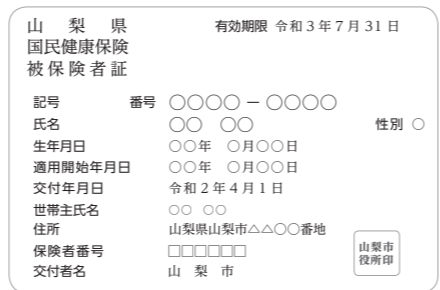 山梨県 有効期限 令和3年7月31日
国民健康保険
被保険者証
記号 番号 ○○○○－○○○○
氏名 ○○ ○○ 性別 ○
生年月日 ○○年 ○月○○日
適用開始年月日 ○○年 ○月○○日
交付年月日 令和2年4月1日
世帯主氏名 ○○ ○○
住所 山梨県山梨市△△○○番地
保険者番号 □□□□□□
交付者名 山梨市
山梨市
役所印